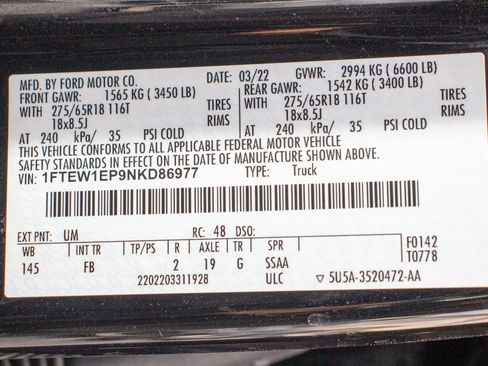 MFD. BY FORD MOTOR CO. DATE: 03/22 GVWR: 2994 KG (6600 LB)
FRONT GAWR: 1565 KG (3450 LB) REAR GAWR: 1542 KG (3400 LB)
WITH 275/65R18 116T TIRES WITH 275/65R18 116T TIRES
18x8.5J RIMS 18x8.5J RIMS
AT 240 kPa/ 35 PSI COLD AT 240 kPa/ 35 PSI COLD
THIS VEHICLE CONFORMS TO ALL APPLICABLE FEDERAL MOTOR VEHICLE
SAFETY STANDARDS IN EFFECT ON THE DATE OF MANUFACTURE SHOWN ABOVE.
VIN: 1FTEW1EP9NKD86977 TYPE: Truck
EXT PNT: UM RC: 48 DSO:
WB INT TR TP/PS R AXLE TR SPR F0142
145 FB 2 19 G SSAA T0778
2202203311928 ULC ▽ 5U5A-3520472-AA